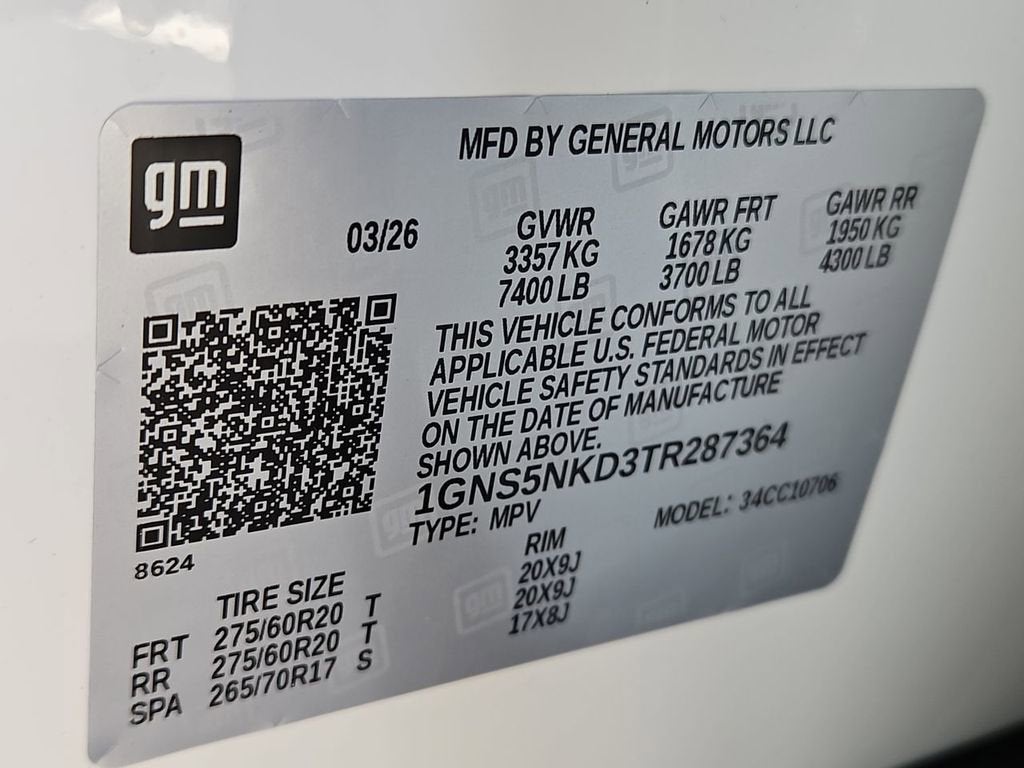 gm
MFD BY GENERAL MOTORS LLC
03/26 GVWR GAWR FRT GAWR RR
3357 KG 1678 KG 1950 KG
7400 LB 3700 LB 4300 LB
THIS VEHICLE CONFORMS TO ALL
APPLICABLE U.S. FEDERAL MOTOR
VEHICLE SAFETY STANDARDS IN EFFECT
ON THE DATE OF MANUFACTURE
SHOWN ABOVE.
1GNS5NKD3TR287364
TYPE: MPV MODEL: 34CC10706
8624
TIRE SIZE RIM
FRT 275/60R20 T 20X9J
RR 275/60R20 T 20X9J
SPA 265/70R17 S 17X8J